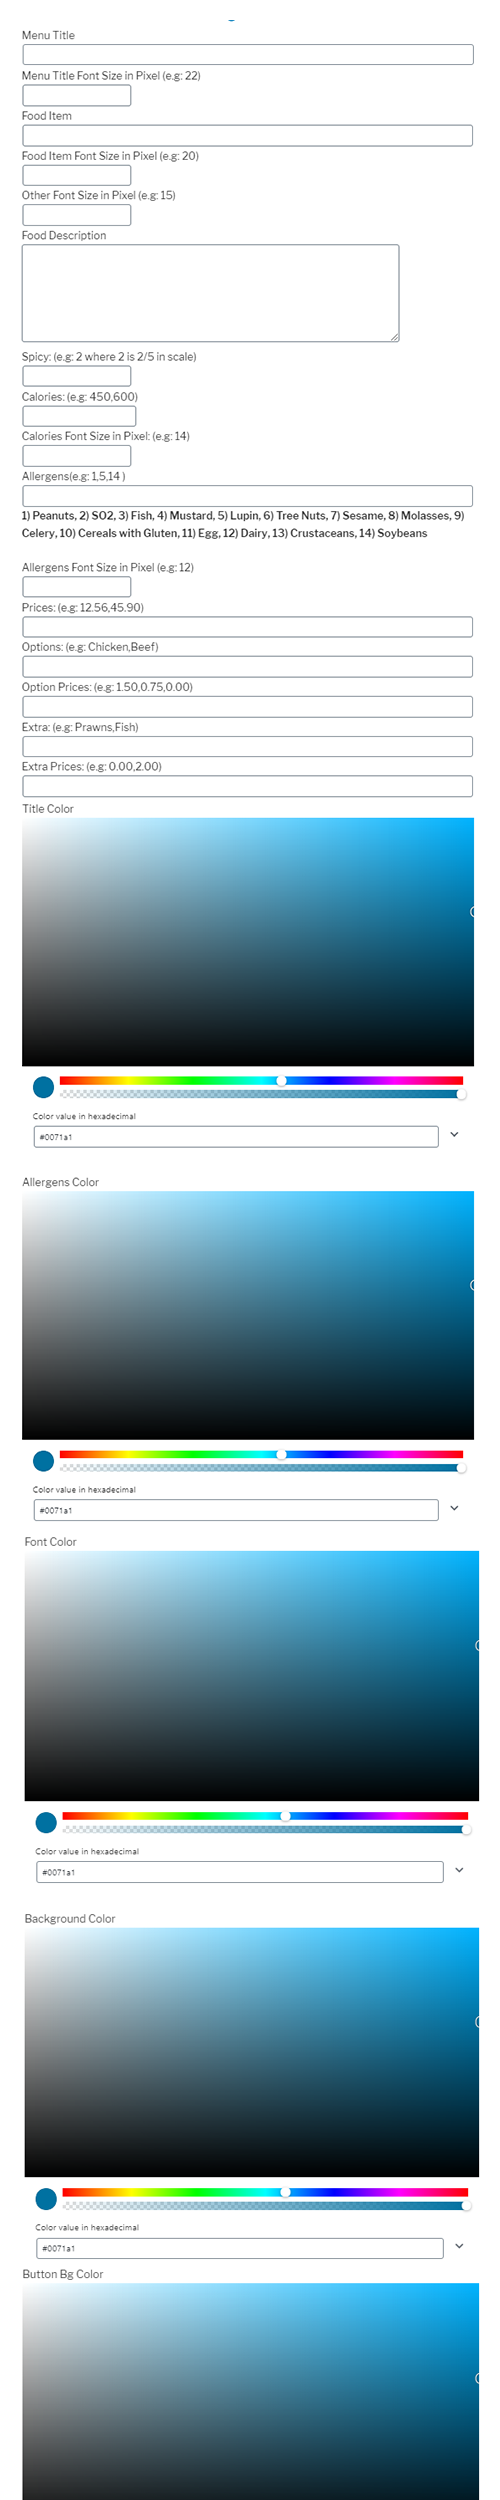 Menu Title
Menu Title Font Size in Pixel (e.g: 22)
Food Item
Food Item Font Size in Pixel (e.g: 20)
Other Font Size in Pixel (e.g: 15)
Food Description
Spicy: (e.g: 2 where 2 is 2/5 in scale)
Calories: (e.g: 450,600)
Calories Font Size in Pixel: (e.g: 14)
Allergens(e.g: 1,5,14 )
1) Peanuts, 2) SO2, 3) Fish, 4) Mustard, 5) Lupin, 6) Tree Nuts, 7) Sesame, 8) Molasses, 9)
Celery, 10) Cereals with Gluten, 11) Egg, 12) Dairy, 13) Crustaceans, 14) Soybeans
Allergens Font Size in Pixel (e.g: 12)
Prices: (e.g: 12.56,45.90)
Options: (e.g: Chicken,Beef)
Option Prices: (e.g: 1.50,0.75,0.00)
Extra: (e.g: Prawns,Fish)
Extra Prices: (e.g: 0.00,2.00)
Title Color
Color value in hexadecimal
#0071a1
Allergens Color
Color value in hexadecimal
#0071a1
Font Color
Color value in hexadecimal
#0071a1
Background Color
Color value in hexadecimal
#0071a1
Button Bg Color